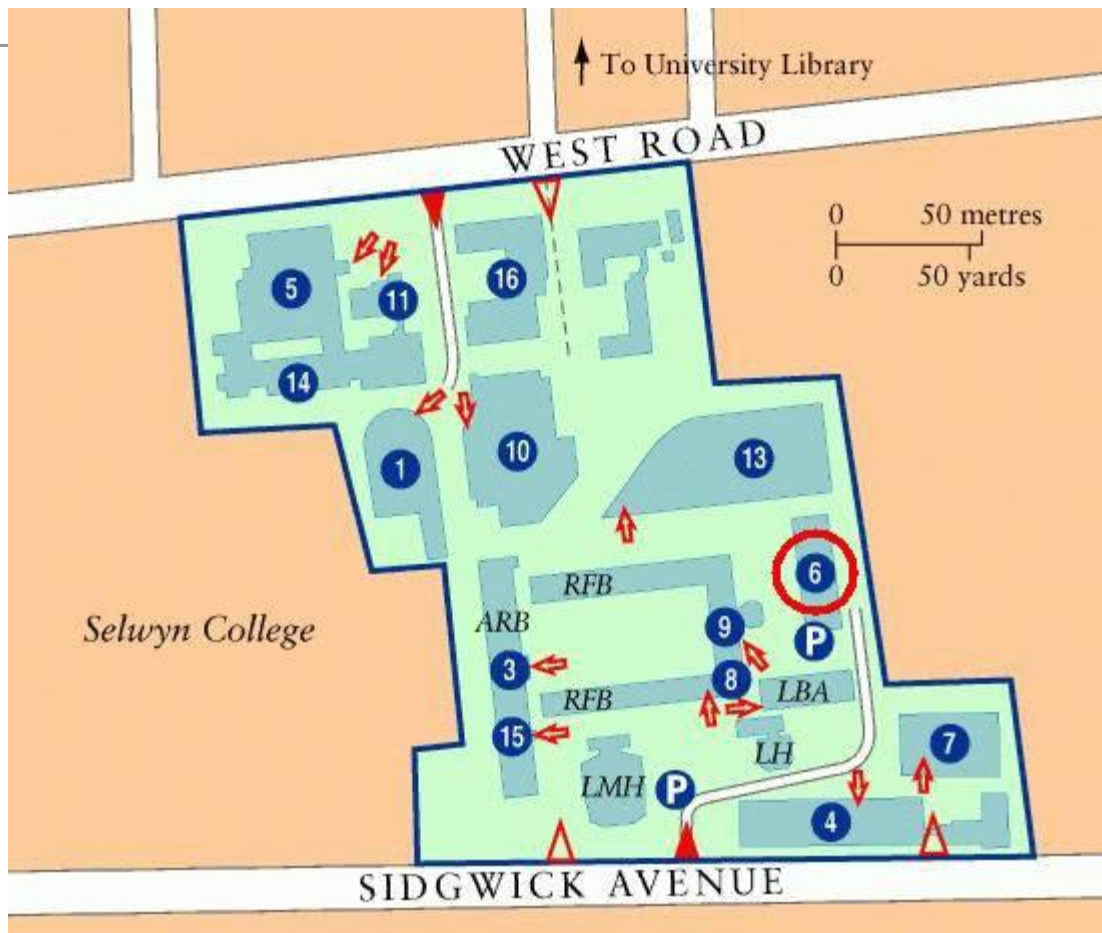 To University Library
WEST ROAD
0 50 metres
0 50 yards
5
11
16
14
1
10
13
6
RFB
ARB
Selwyn College
9
P
3
8
RFB
LBA
15
7
LH
LMH
P
4
SIDGWICK AVENUE